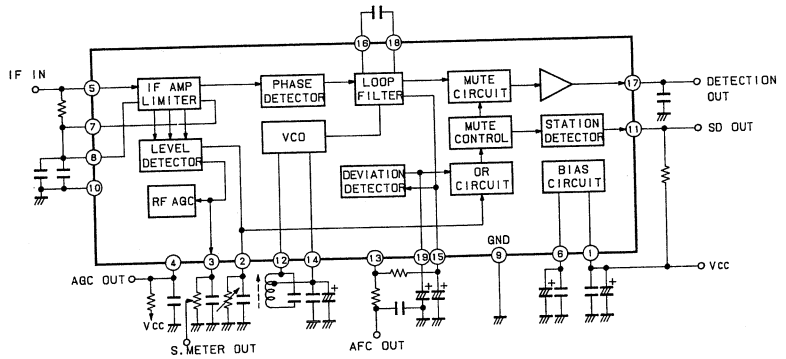 16
18
IF IN
5
IF AMP
LIMITER
PHASE
DETECTOR
LOOP
FILTER
MUTE
CIRCUIT
17
DETECTION
OUT
7
8
10
LEVEL
DETECTOR
VCO
MUTE
CONTROL
STATION
DETECTOR
11
SD OUT
DEVIATION
DETECTOR
OR
CIRCUIT
BIAS
CIRCUIT
RF AGC
GND
4
3
2
12
14
13
19
15
9
6
1
AGC OUT
VCC
+
+
+
+
+
VCC
S.METER OUT
AFC OUT